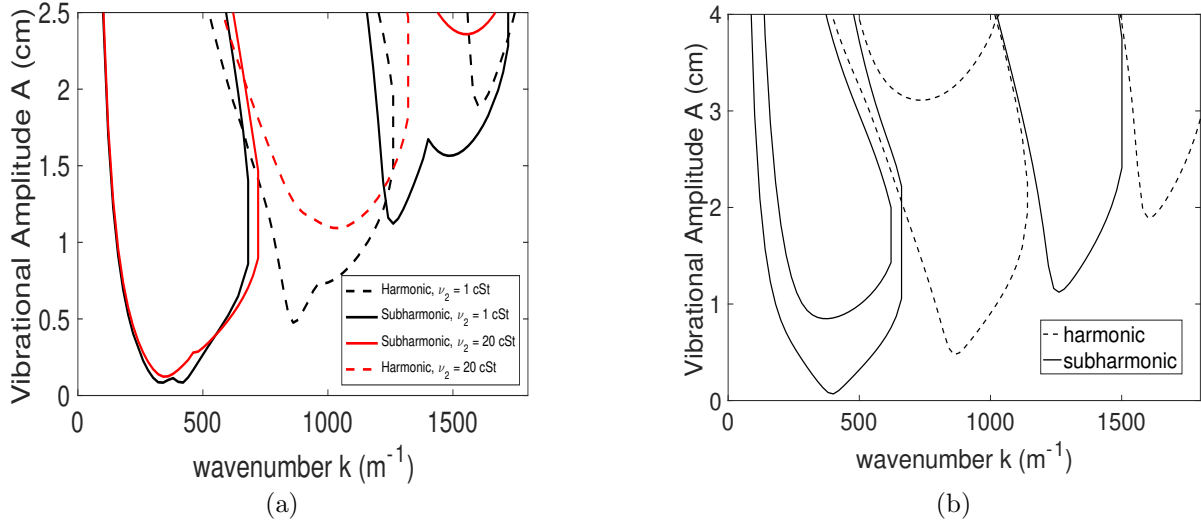 2.5
2
1.5
1
0.5
0
Vibrational Amplitude A (cm)
Harmonic, ν₂ = 1 cSt
Subharmonic, ν₂ = 1 cSt
Subharmonic, ν₂ = 20 cSt
Harmonic, ν₂ = 20 cSt
0 500 1000 1500
wavenumber k (m⁻¹)
(a)
4
3
2
1
0
Vibrational Amplitude A (cm)
harmonic
subharmonic
0 500 1000 1500
wavenumber k (m⁻¹)
(b)